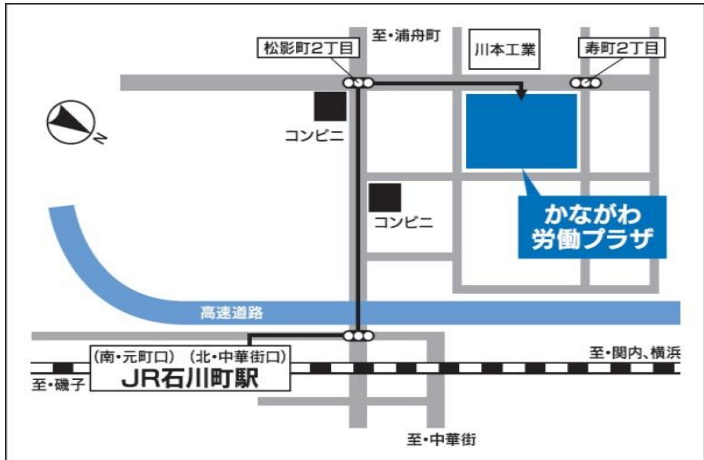 至・浦舟町
松影町2丁目
川本工業
寿町2丁目
N
コンビニ
コンビニ
かながわ
労働プラザ
高速道路
(南・元町口) (北・中華街口)
JR石川町駅
至・関内、横浜
至・磯子
至・中華街